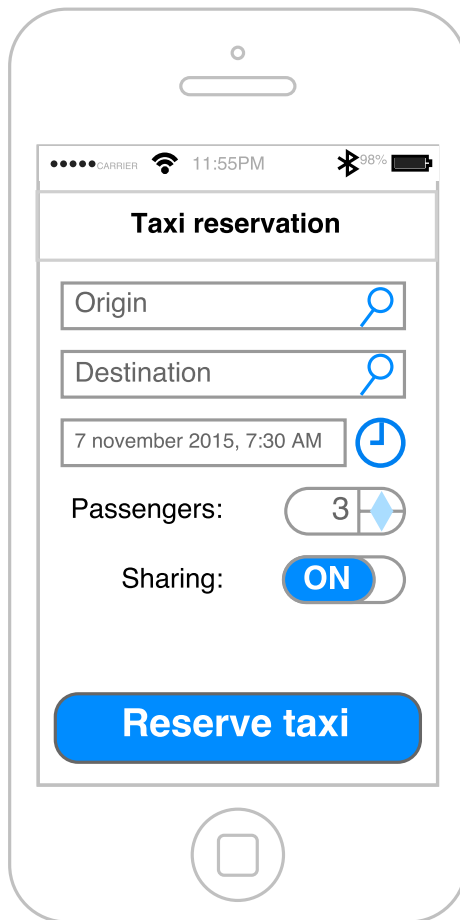 CARRIER 11:55PM 98%
Taxi reservation
Origin
Destination
7 november 2015, 7:30 AM
Passengers: 3
Sharing: ON
Reserve taxi